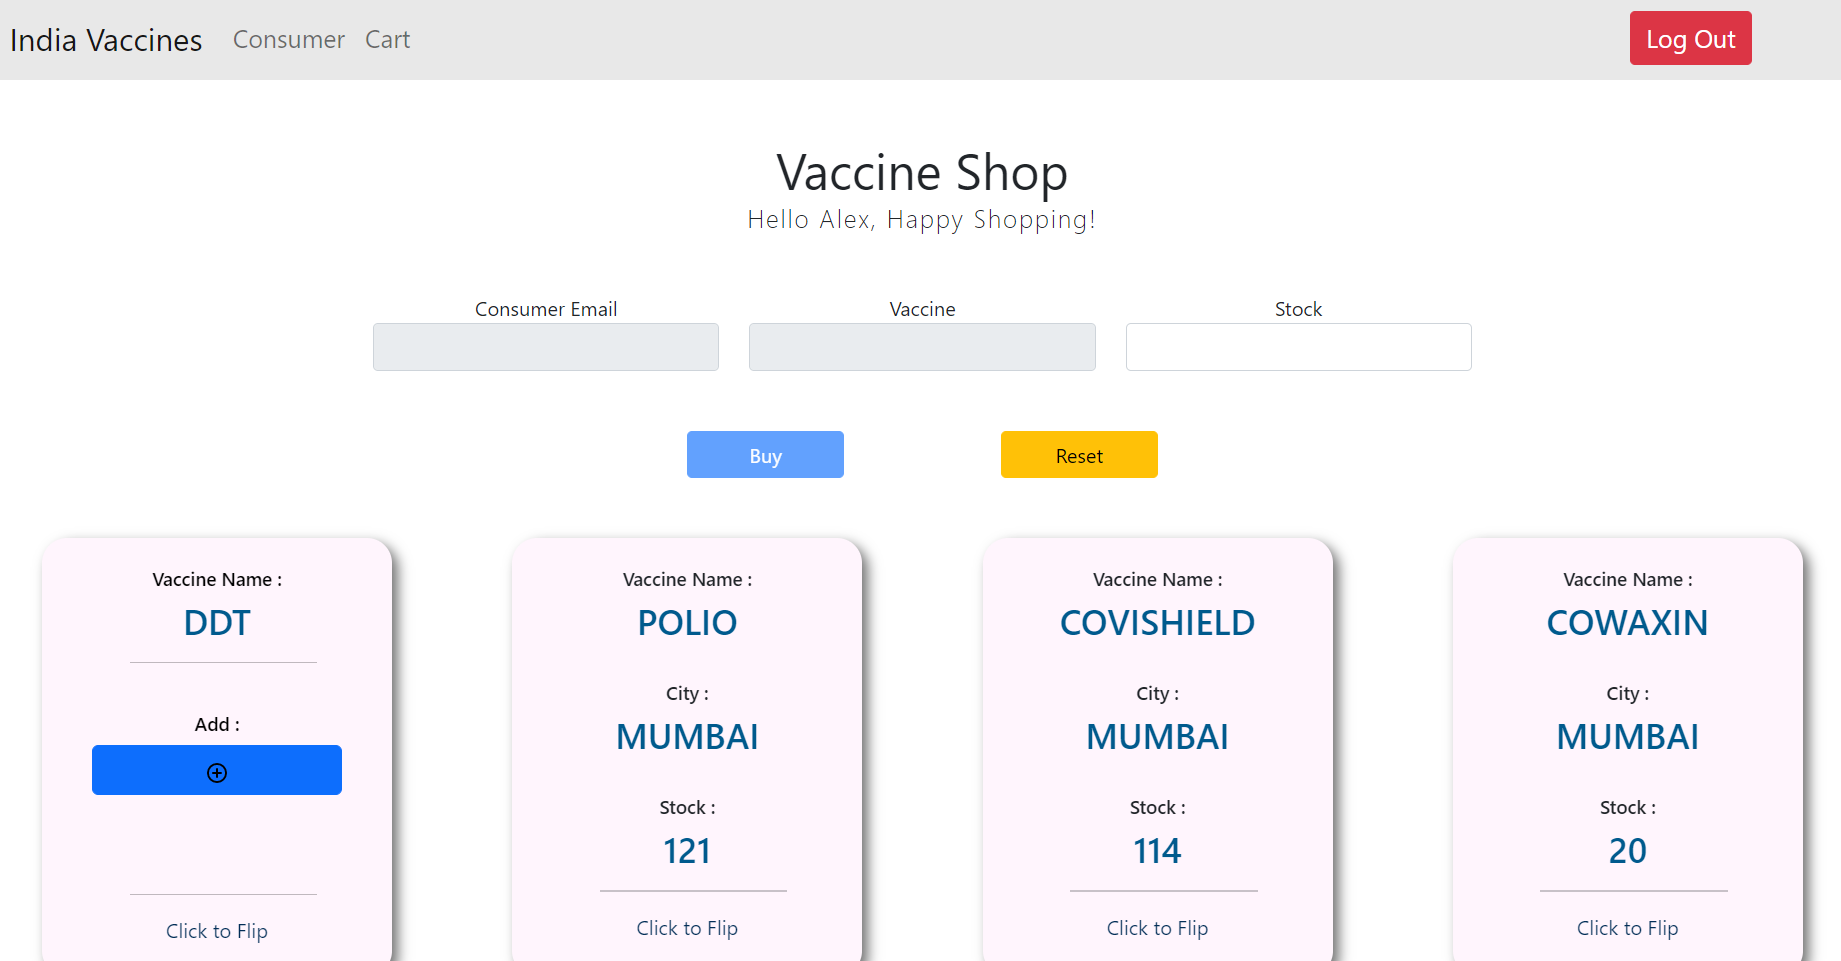 India Vaccines Consumer Cart Log Out
Vaccine Shop
Hello Alex, Happy Shopping!
Consumer Email Vaccine Stock
Buy Reset
Vaccine Name :
DDT
Add :
Click to Flip
Vaccine Name :
POLIO
City :
MUMBAI
Stock :
121
Click to Flip
Vaccine Name :
COVISHIELD
City :
MUMBAI
Stock :
114
Click to Flip
Vaccine Name :
COWAXIN
City :
MUMBAI
Stock :
20
Click to Flip